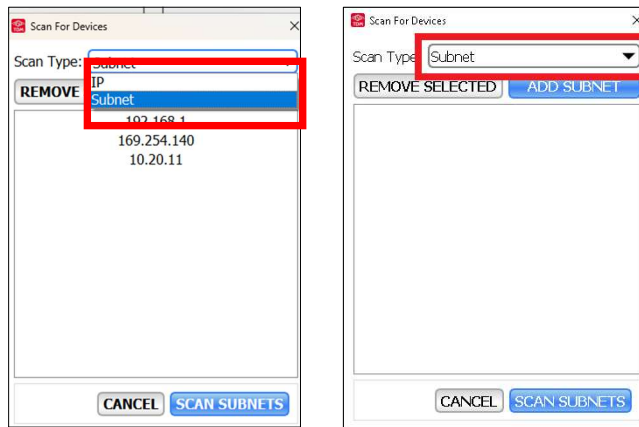 Scan For Devices
Scan Type: Subnet
IP
Subnet
REMOVE
192.168.1
169.254.140
10.20.11
CANCEL SCAN SUBNETS
Scan For Devices
Scan Type Subnet
REMOVE SELECTED ADD SUBNET
CANCEL SCAN SUBNETS